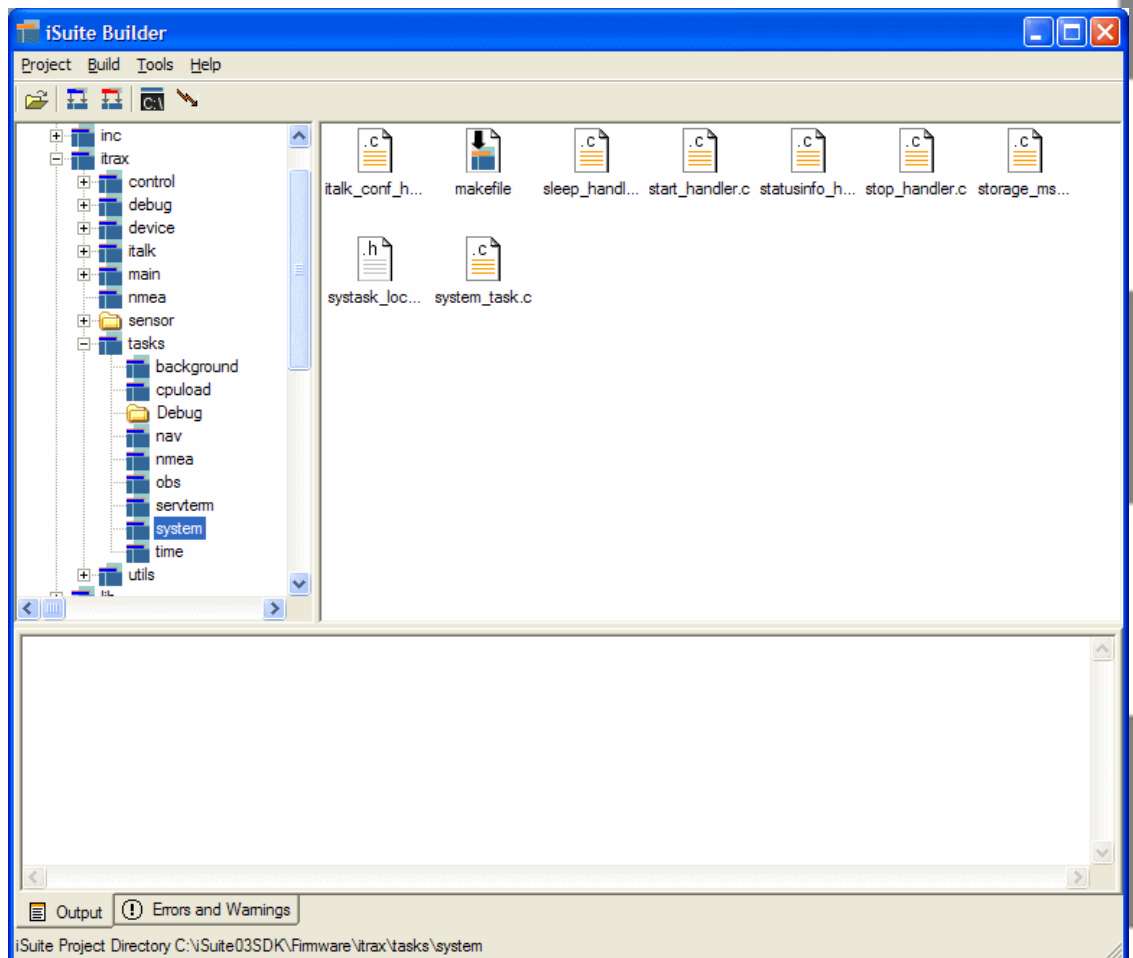 iSuite Builder
Project Build Tools Help
C:\
inc
itrax
control
debug
device
italk
main
nmea
sensor
tasks
background
cpuload
Debug
nav
nmea
obs
servterm
system
time
utils
lib
.c .c .c .c .c .c
italk_conf_h... makefile sleep_handl... start_handler.c statusinfo_h... stop_handler.c storage_ms...
.h .c
systask_loc... system_task.c
Output Errors and Warnings
iSuite Project Directory C:\iSuite03SDK\Firmware\itrax\tasks\system